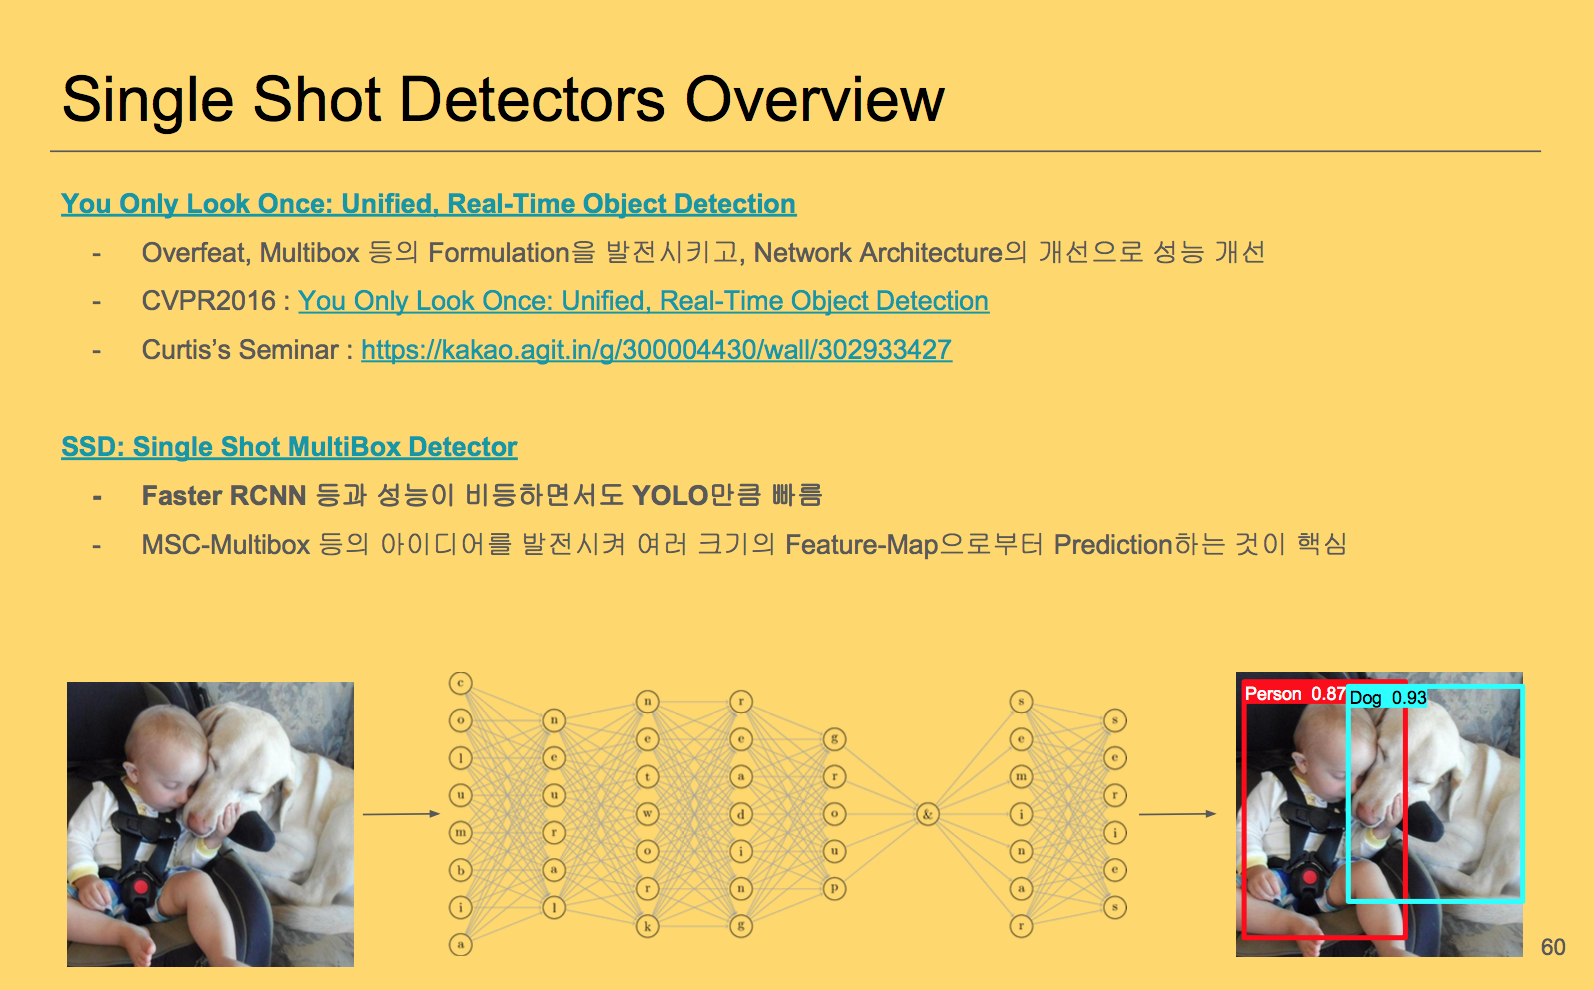 Single Shot Detectors Overview
You Only Look Once: Unified, Real-Time Object Detection
- Overfeat, Multibox 등의 Formulation을 발전시키고, Network Architecture의 개선으로 성능 개선
- CVPR2016 : You Only Look Once: Unified, Real-Time Object Detection
- Curtis's Seminar : https://kakao.agit.in/g/300004430/wall/302933427
SSD: Single Shot MultiBox Detector
- Faster RCNN 등과 성능이 비등하면서도 YOLO만큼 빠름
- MSC-Multibox 등의 아이디어를 발전시켜 여러 크기의 Feature-Map으로부터 Prediction하는 것이 핵심
columbia
neural
network
reading
group
&
seminar
series
Person 0.87
Dog 0.93
60